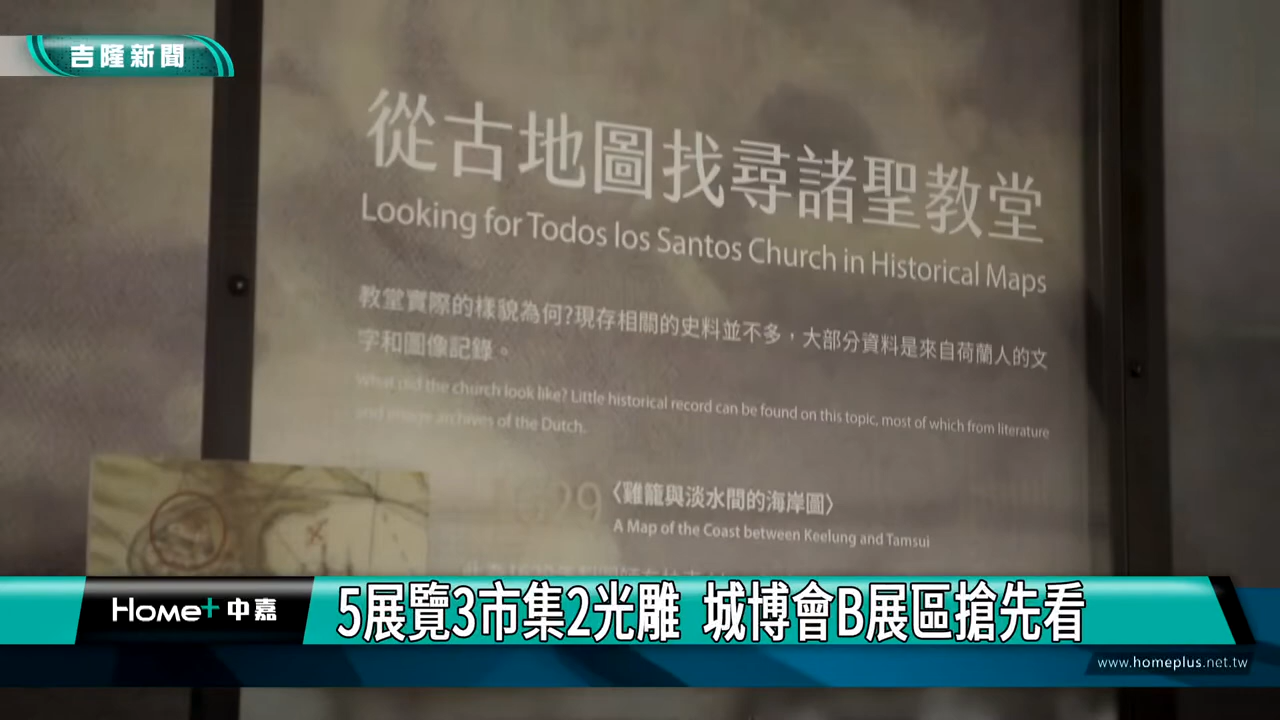 吉隆新聞
從古地圖找尋諸聖教堂
Looking for Todos los Santos Church in Historical Maps
教堂實際的樣貌為何?現存相關的史料並不多，大部分資料是來自荷蘭人的文
字和圖像記錄。
What did the church look like? Little historical record can be found on this topic, most of which from literature
and image archives of the Dutch.
1629
〈雞籠與淡水間的海岸圖〉
A Map of the Coast between Keelung and Tamsui
Home+中嘉
5展覽3市集2光雕 城博會B展區搶先看
www.homeplus.net.tw